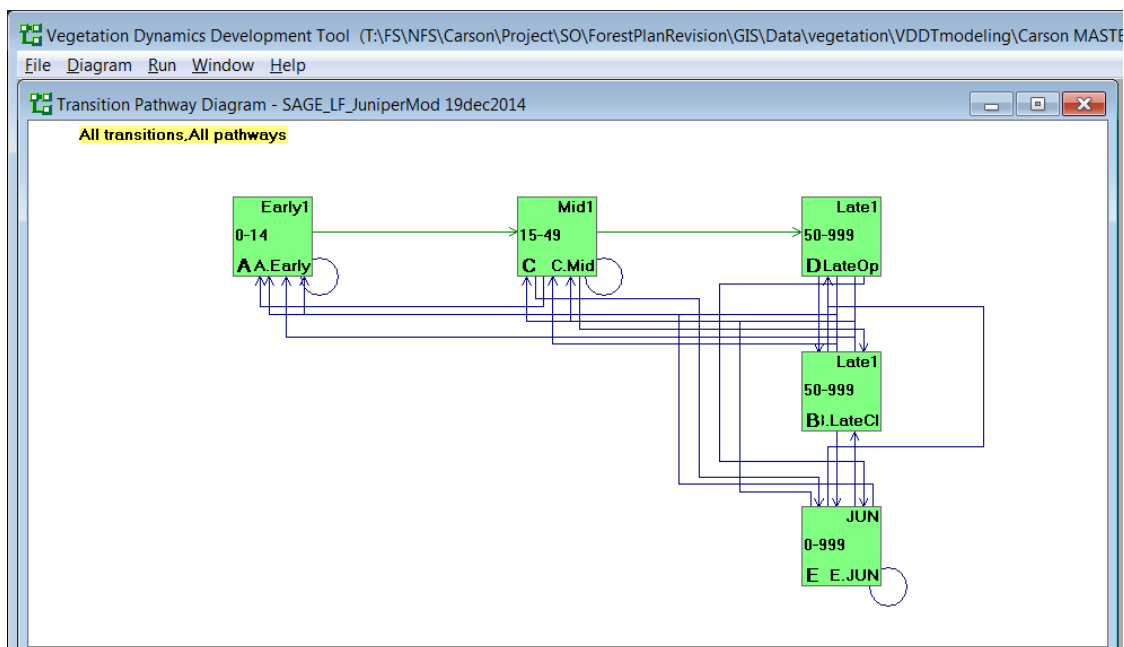 Vegetation Dynamics Development Tool (T:\FS\NFS\Carson\Project\SO\ForestPlanRevision\GIS\Data\vegetation\VDDTmodeling\Carson MASTE
File Diagram Run Window Help
Transition Pathway Diagram - SAGE_LF_JuniperMod 19dec2014
All transitions,All pathways
Early1
0-14
A A.Early
Mid1
15-49
C C.Mid
Late1
50-999
D LateOp
Late1
50-999
B .LateCl
JUN
0-999
E E.JUN